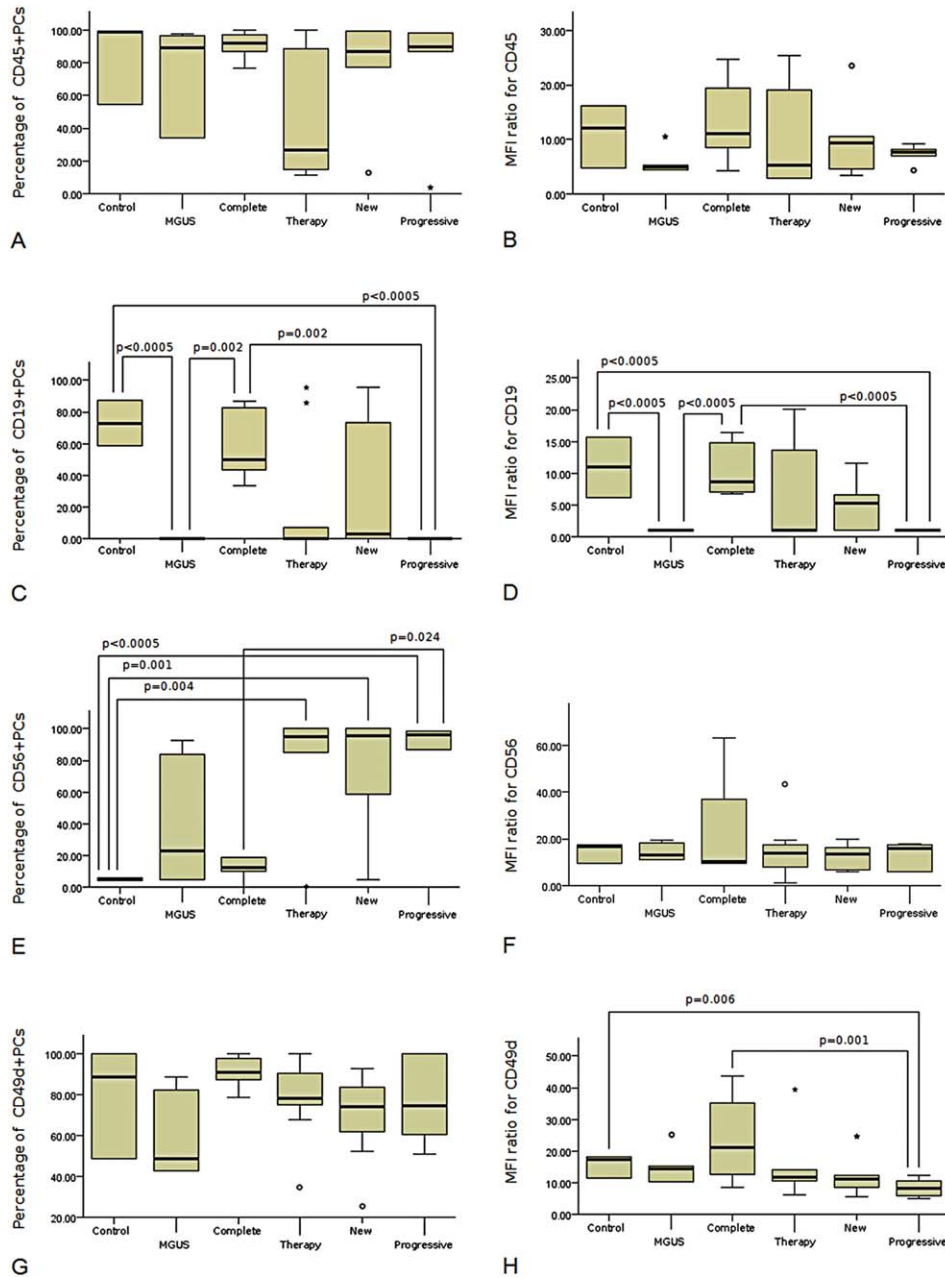 Percentage of CD45+PCs
100.00
80.00
60.00
40.00
20.00
0.00
Control
MGUS
Complete
Therapy
New
Progressive
A
MFI ratio for CD45
30.00
20.00
10.00
0.00
Control
MGUS
Complete
Therapy
New
Progressive
B
p<0.0005
p<0.0005
p=0.002
p=0.002
Percentage of CD19+PCs
100.00
80.00
60.00
40.00
20.00
0.00
Control
MGUS
Complete
Therapy
New
Progressive
C
p<0.0005
p<0.0005
p<0.0005
p<0.0005
MFI ratio for CD19
25.00
20.00
15.00
10.00
5.00
0.00
Control
MGUS
Complete
Therapy
New
Progressive
D
p<0.0005
p=0.024
p=0.001
p=0.004
Percentage of CD56+PCs
100.00
80.00
60.00
40.00
20.00
0.00
Control
MGUS
Complete
Therapy
New
Progressive
E
MFI ratio for CD56
60.00
40.00
20.00
0.00
Control
MGUS
Complete
Therapy
New
Progressive
F
Percentage of CD49d+PCs
100.00
80.00
60.00
40.00
20.00
Control
MGUS
Complete
Therapy
New
Progressive
G
p=0.006
p=0.001
MFI ratio for CD49d
50.00
40.00
30.00
20.00
10.00
0.00
Control
MGUS
Complete
Therapy
New
Progressive
H